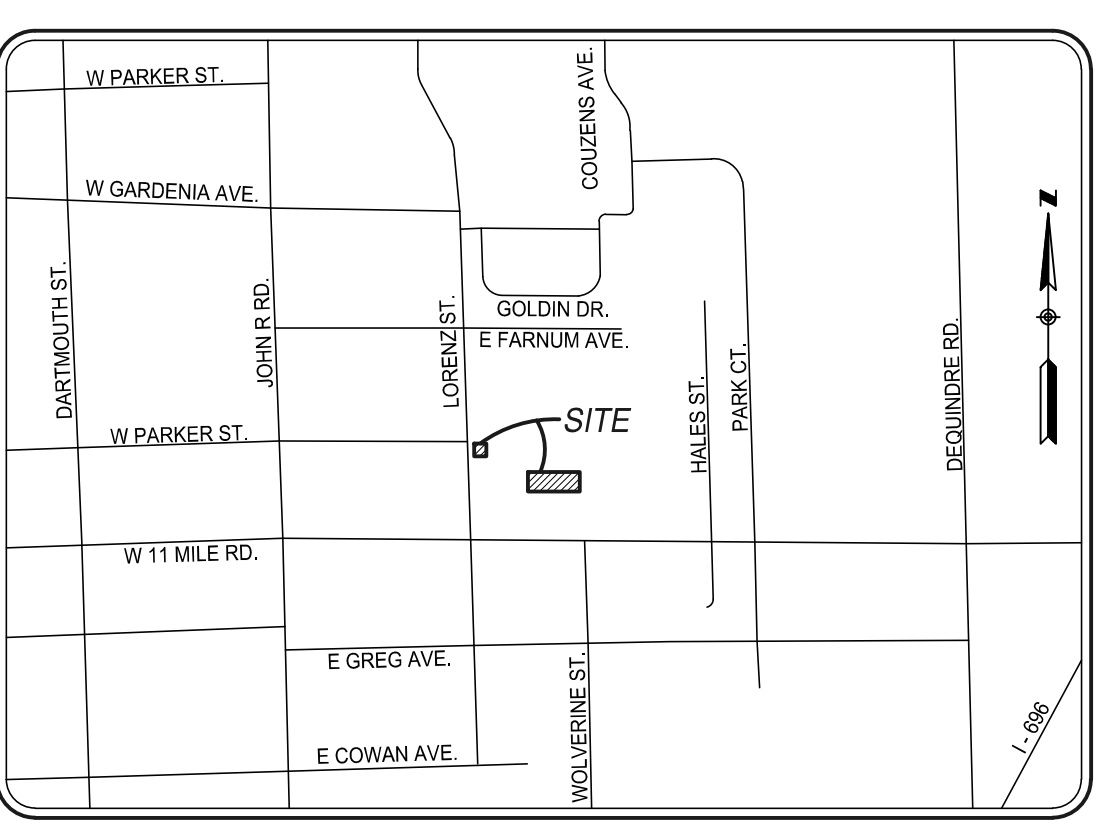 W PARKER ST.
COUZENS AVE.
W GARDENIA AVE.
N
DARTMOUTH ST.
JOHN R RD.
LORENZ ST.
GOLDIN DR.
E FARNUM AVE.
HALES ST.
PARK CT.
DEQUINDRE RD.
SITE
W PARKER ST.
W 11 MILE RD.
E GREG AVE.
WOLVERINE ST.
E COWAN AVE.
I - 696